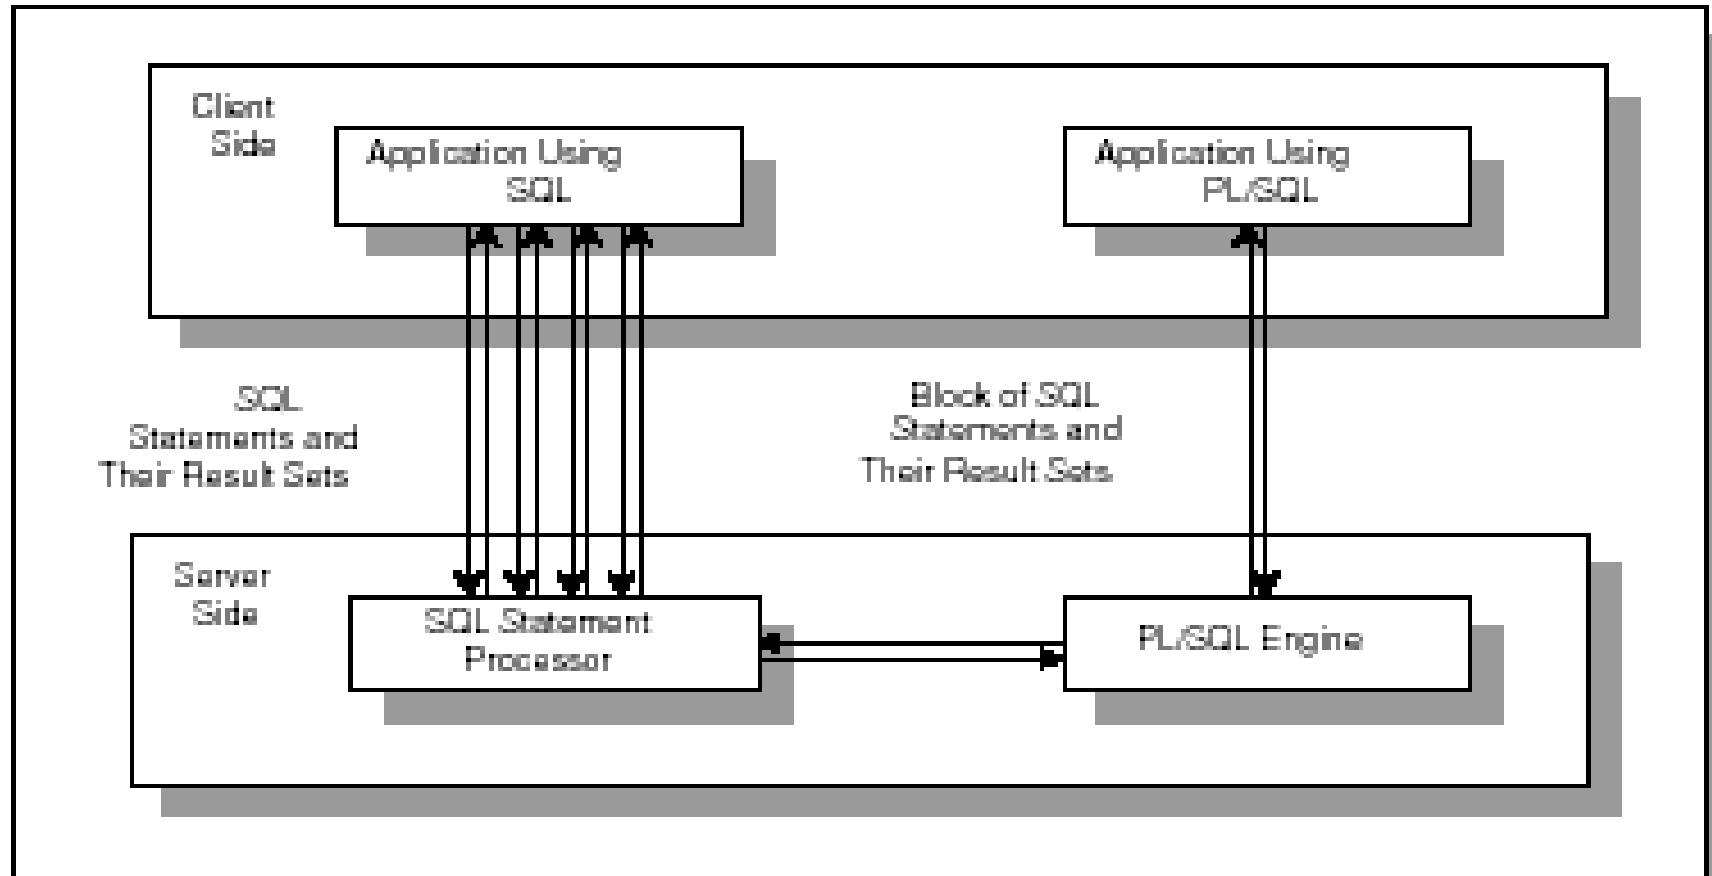 Client
Side
Application Using
SQL
Application Using
PL/SQL
SQL
Statements and
Their Result Sets
Block of SQL
Statements and
Their Result Sets
Server
Side
SQL Statement
Processor
PL/SQL Engine